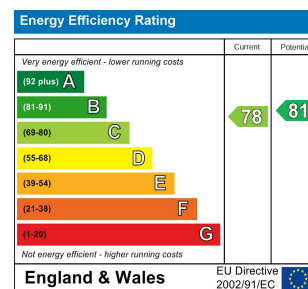 Energy Efficiency Rating
Current Potentia
Very energy efficient - lower running costs
(92 plus) A
(81-91) B
(69-80) C
(55-68) D
(39-54) E
(21-38) F
(1-20) G
78
81
Not energy efficient - higher running costs
England & Wales
EU Directive
2002/91/EC